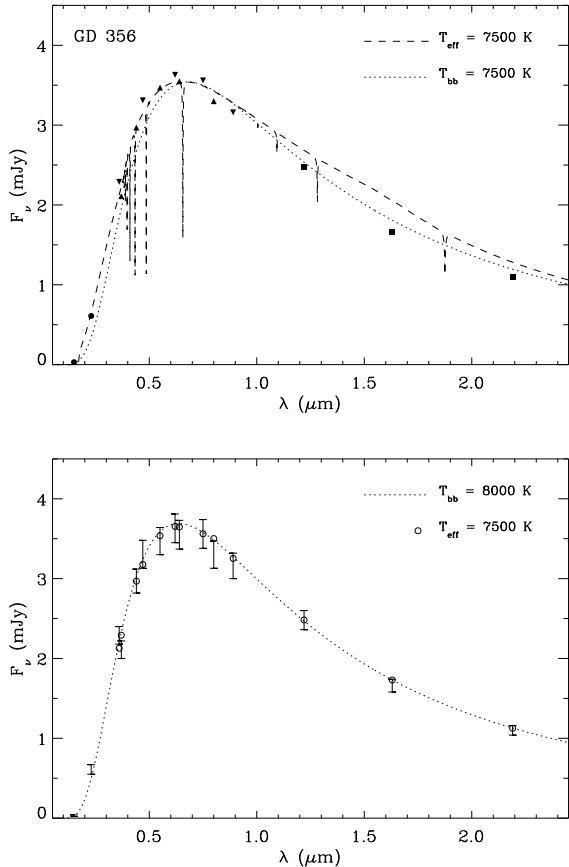 GD 356
T_eff = 7500 K
T_bb = 7500 K
F_ν (mJy)
4
3
2
1
0
0.5 1.0 1.5 2.0
λ (μm)
T_bb = 8000 K
T_eff = 7500 K
F_ν (mJy)
4
3
2
1
0
0.5 1.0 1.5 2.0
λ (μm)